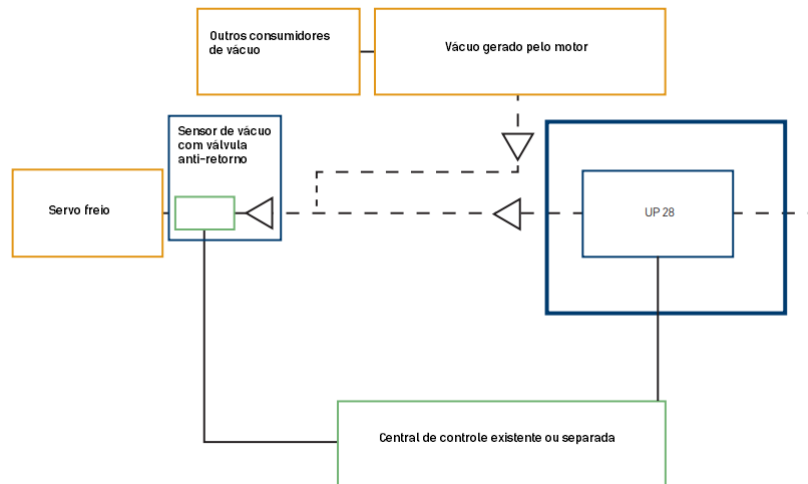 Outros consumidores
de vácuo
Vácuo gerado pelo motor
Sensor de vácuo
com válvula
anti-retorno
Servo freio
UP 28
Central de controle existente ou separada